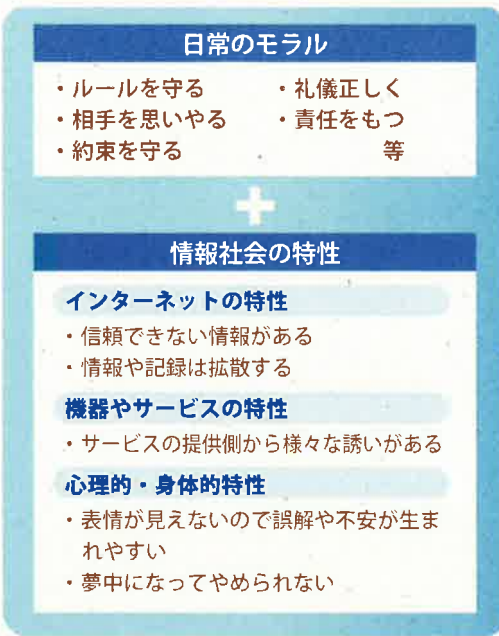 日常のモラル
・ルールを守る
・相手を思いやる
・約束を守る
・礼儀正しく
・責任をもつ
等
＋
情報社会の特性
インターネットの特性
・信頼できない情報がある
・情報や記録は拡散する
機器やサービスの特性
・サービスの提供側から様々な誘いがある
心理的・身体的特性
・表情が見えないので誤解や不安が生ま
れやすい
・夢中になってやめられない